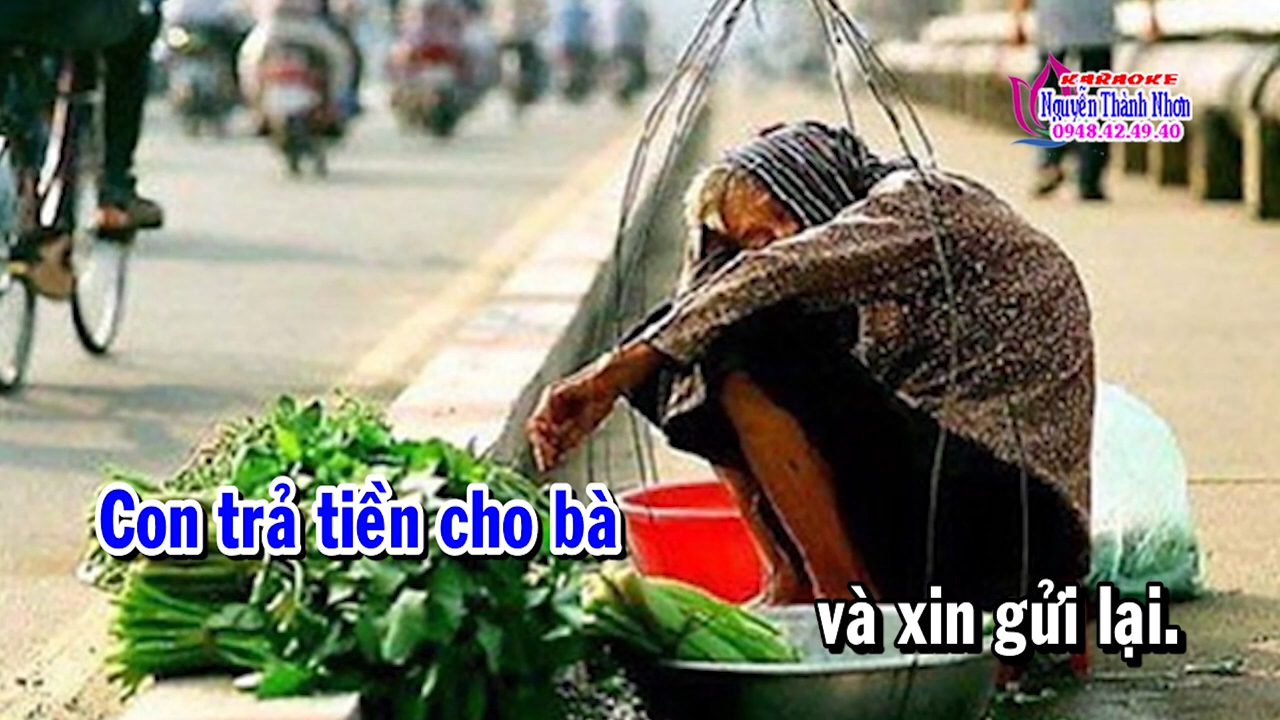 KARAOKE
Nguyễn Thành Nhơn
0948.42.49.40
Con trả tiền cho bà
và xin gửi lại.